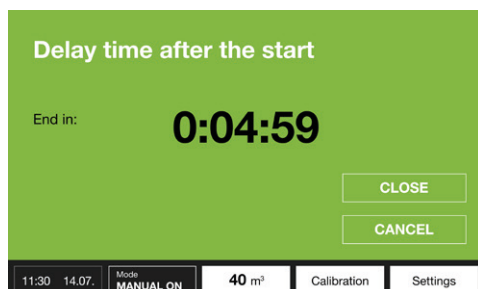 Delay time after the start
End in:
0:04:59
CLOSE
CANCEL
11:30 14.07.
Mode
MANUAL ON
40 m³
Calibration
Settings